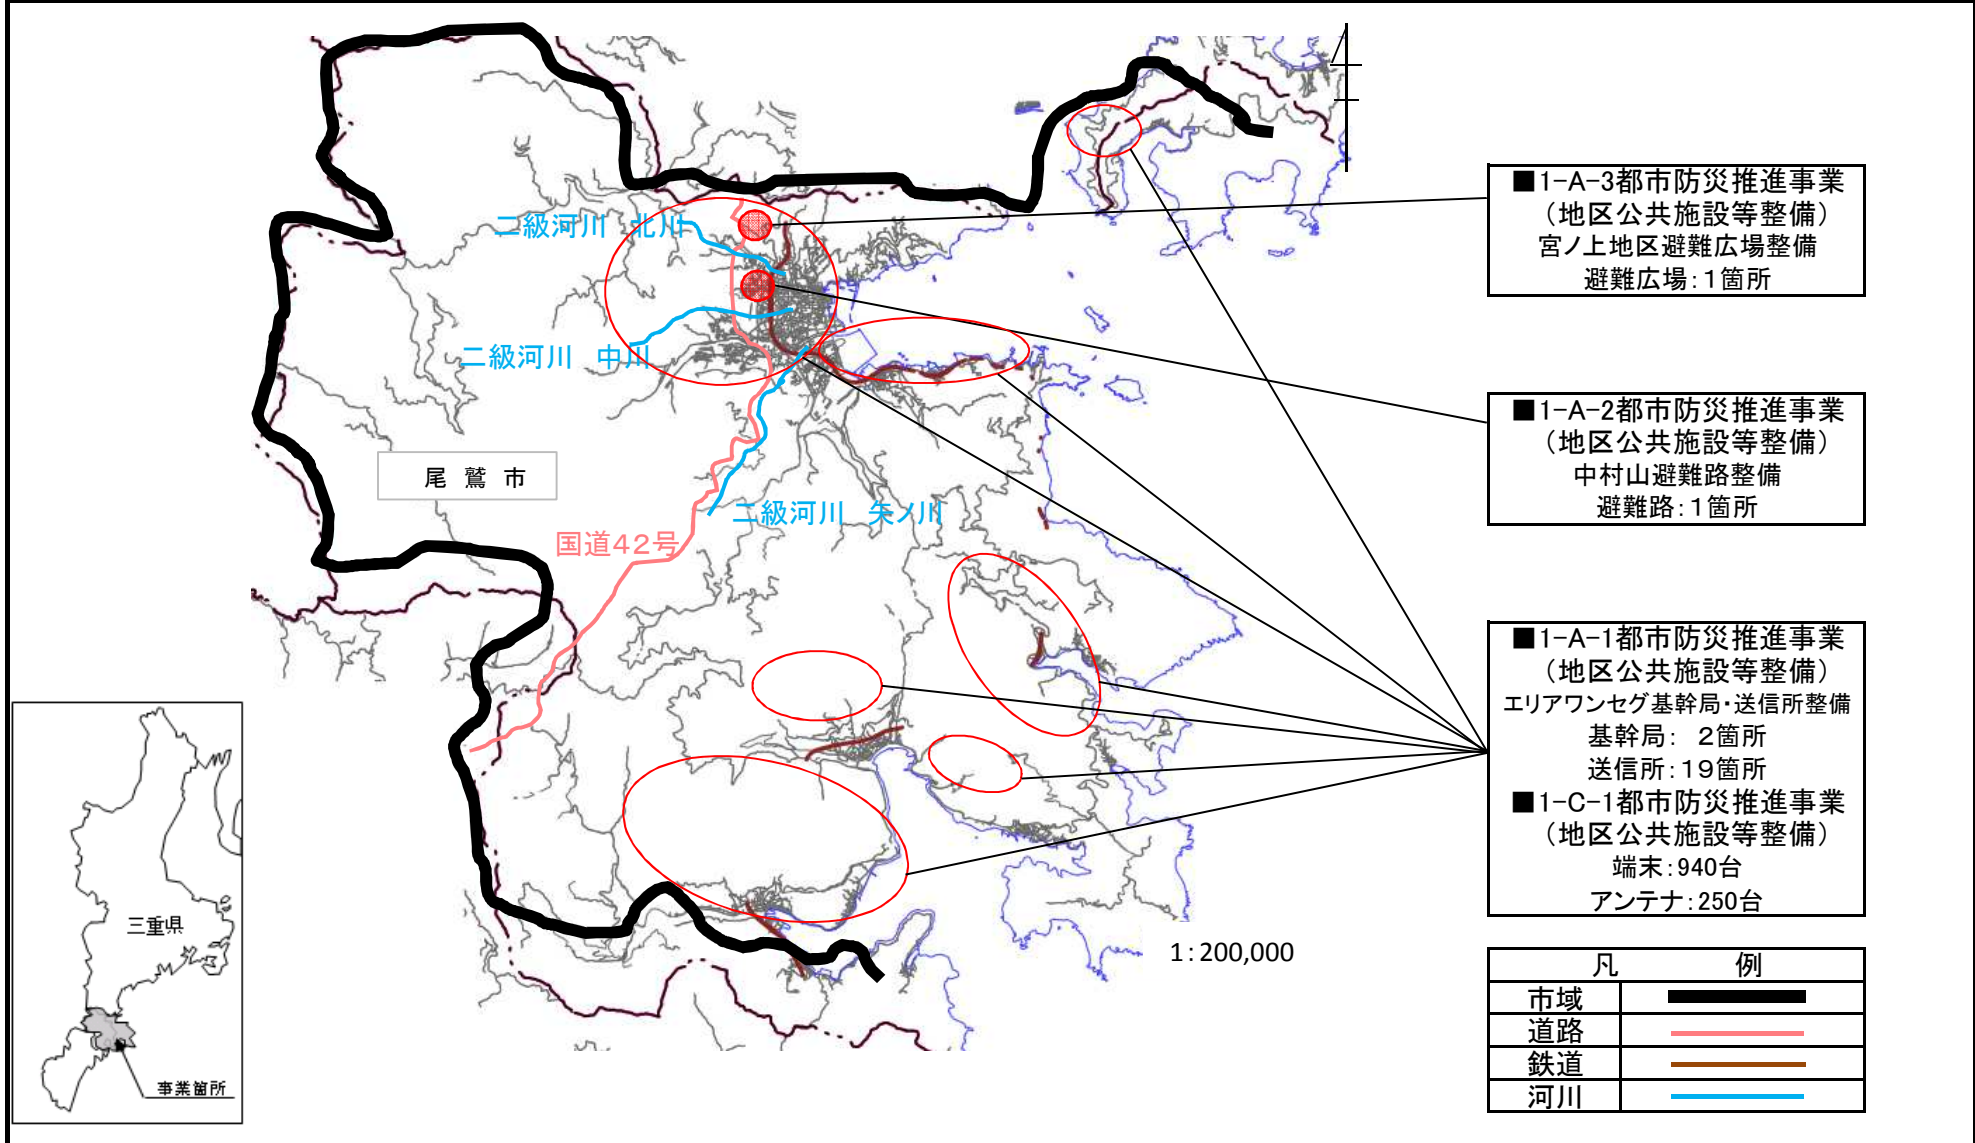 二級河川　北川
二級河川　中川
尾 鷲 市
国道４２号
二級河川　矢ノ川
1：200,000
三重県
事業箇所
■1-A-3都市防災推進事業
（地区公共施設等整備）
宮ノ上地区避難広場整備
避難広場：1箇所
■1-A-2都市防災推進事業
（地区公共施設等整備）
中村山避難路整備
避難路：1箇所
■1-A-1都市防災推進事業
（地区公共施設等整備）
エリアワンセグ基幹局・送信所整備
基幹局：　2箇所
送信所：19箇所
■1-C-1都市防災推進事業
（地区公共施設等整備）
端末：940台
アンテナ：250台
凡　例
市域
道路
鉄道
河川